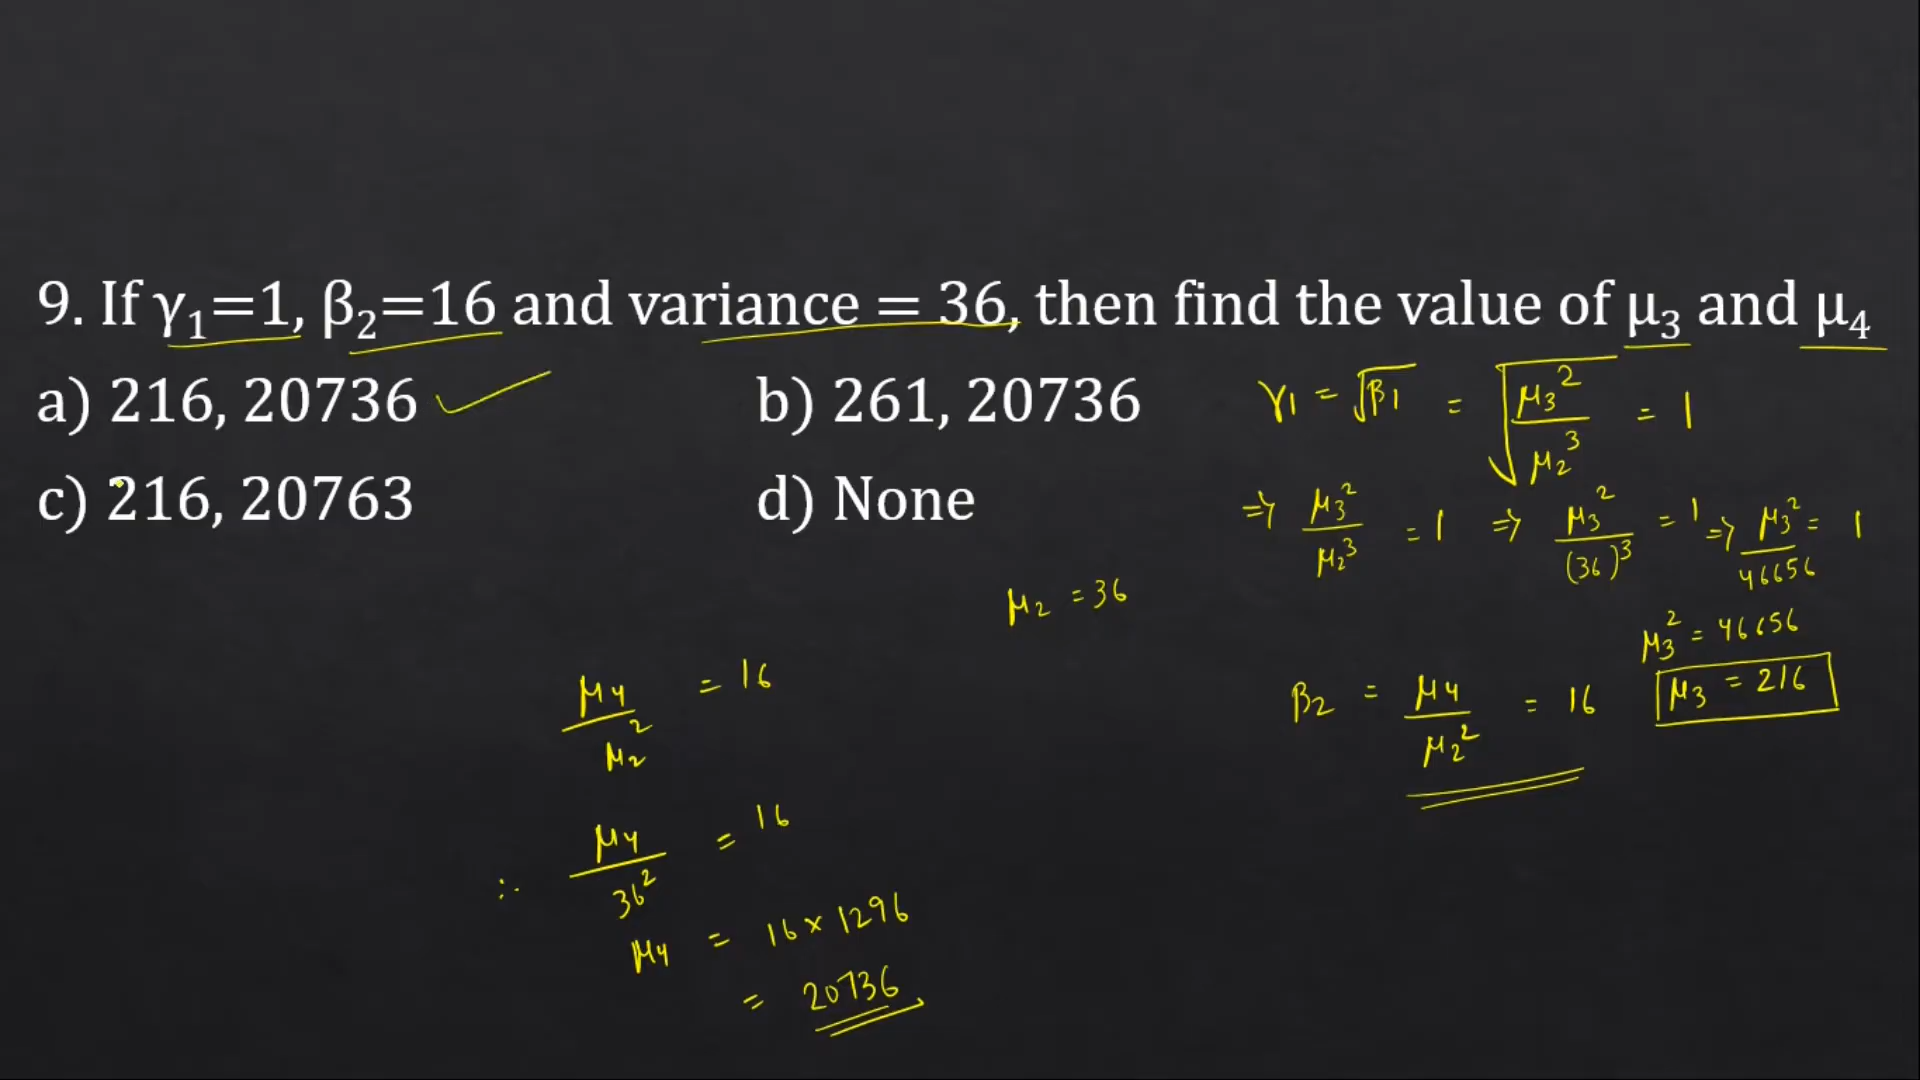 9. If γ₁=1, β₂=16 and variance = 36, then find the value of μ₃ and μ₄
a) 216, 20736 ✓ b) 261, 20736
c) 216, 20763 d) None
γ1 = √β1 = √(μ3²/μ2³) = 1
⇒ μ3²/μ2³ = 1 ⇒ μ3²/(36)³ = 1 ⇒ μ3²/46656 = 1
μ2 = 36
μ3² = 46656
μ3 = 216
β2 = μ4/μ2² = 16
μ4/μ2² = 16
∴ μ4/36² = 16
μ4 = 16 × 1296
= 20736